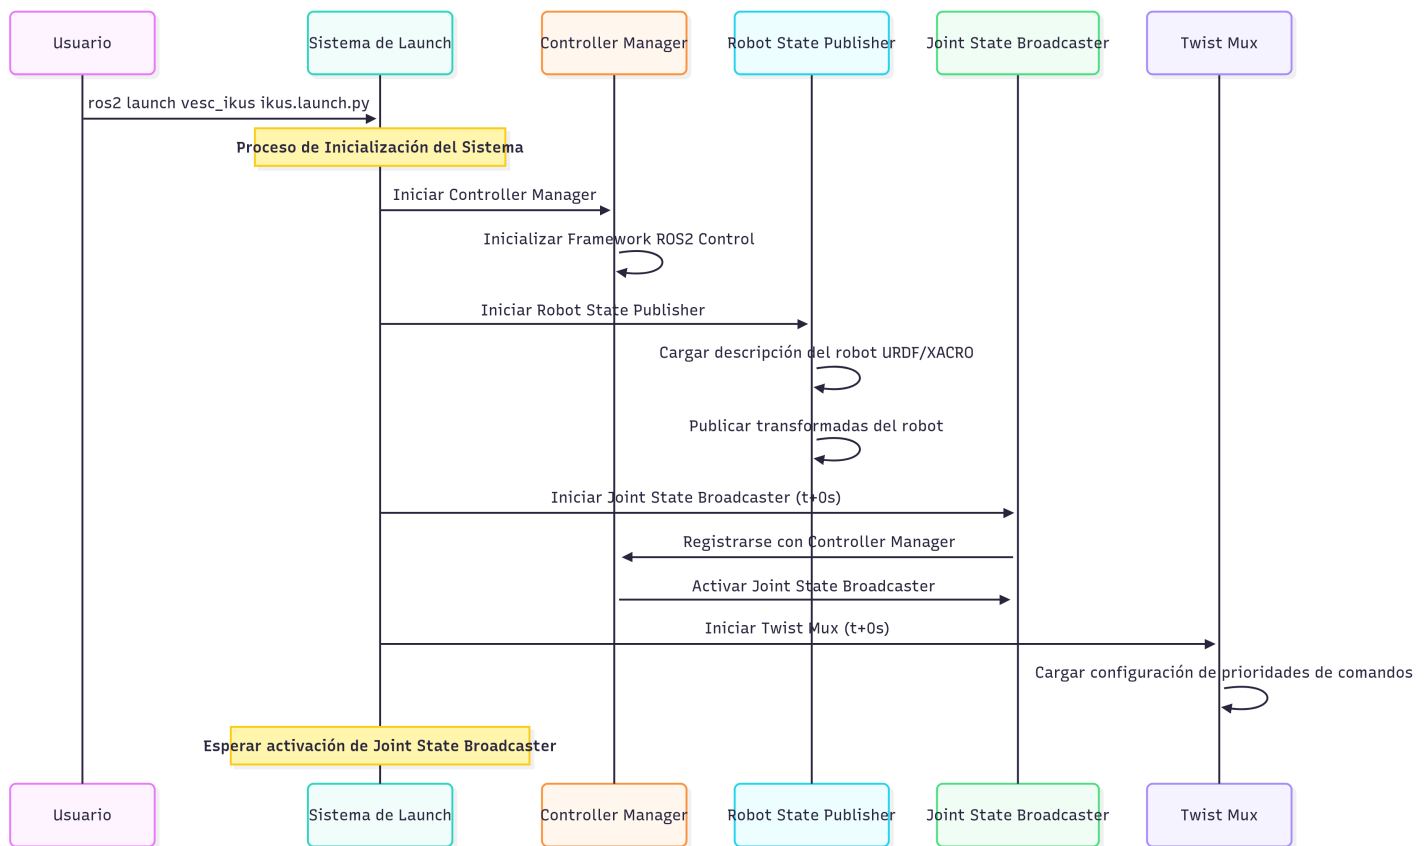 Usuario
Sistema de Launch
Controller Manager
Robot State Publisher
Joint State Broadcaster
Twist Mux
ros2 launch vesc_ikus ikus.launch.py
Proceso de Inicialización del Sistema
Iniciar Controller Manager
Inicializar Framework ROS2 Control
Iniciar Robot State Publisher
Cargar descripción del robot URDF/XACRO
Publicar transformadas del robot
Iniciar Joint State Broadcaster (t+0s)
Registrarse con Controller Manager
Activar Joint State Broadcaster
Iniciar Twist Mux (t+0s)
Cargar configuración de prioridades de comandos
Esperar activación de Joint State Broadcaster
Usuario
Sistema de Launch
Controller Manager
Robot State Publisher
Joint State Broadcaster
Twist Mux